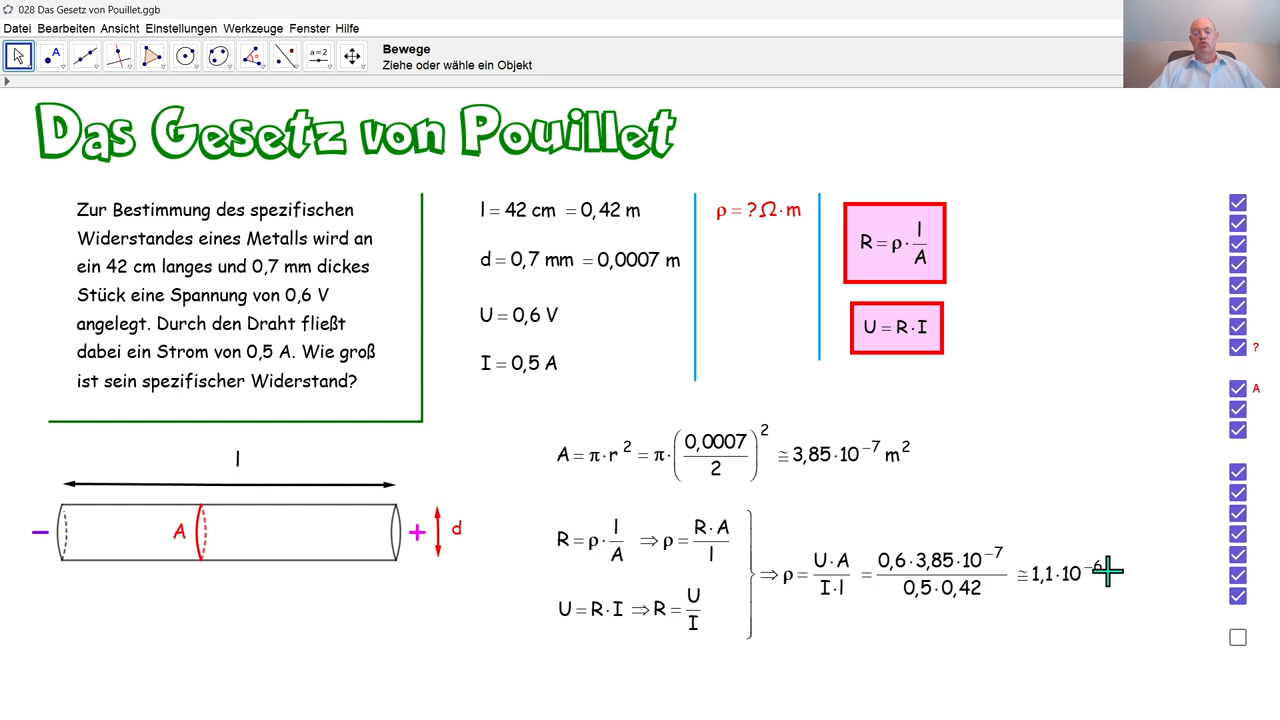 028 Das Gesetz von Pouillet.ggb
Datei Bearbeiten Ansicht Einstellungen Werkzeuge Fenster Hilfe
A
a=2
Bewege
Ziehe oder wähle ein Objekt
Das Gesetz von Pouillet
Zur Bestimmung des spezifischen
Widerstandes eines Metalls wird an
ein 42 cm langes und 0,7 mm dickes
Stück eine Spannung von 0,6 V
angelegt. Durch den Draht fließt
dabei ein Strom von 0,5 A. Wie groß
ist sein spezifischer Widerstand?
l = 42 cm = 0,42 m
d = 0,7 mm = 0,0007 m
U = 0,6 V
I = 0,5 A
ρ = ? Ω·m
R = ρ · l/A
U = R · I
?
A
l
− A + d
A = π · r² = π · (0,0007/2)² ≅ 3,85 · 10⁻⁷ m²
R = ρ · l/A ⇒ ρ = R · A/l
U = R · I ⇒ R = U/I
⇒ ρ = U · A/I · l = 0,6 · 3,85 · 10⁻⁷/0,5 · 0,42 ≅ 1,1 · 10⁻⁶